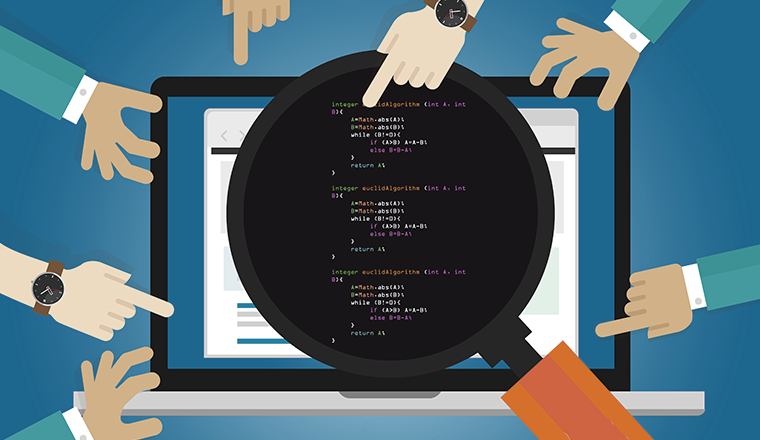 integer euclidAlgorithm (int A, int
B){
A=Math.abs(A);
B=Math.abs(B);
while (B!=0){
if (A>B) A=A-B;
else B=B-A;
}
return A;
}
integer euclidAlgorithm (int A, int
B){
A=Math.abs(A);
B=Math.abs(B);
while (B!=0){
if (A>B) A=A-B;
else B=B-A;
}
return A;
}
integer euclidAlgorithm (int A, int
B){
A=Math.abs(A);
B=Math.abs(B);
while (B!=0){
if (A>B) A=A-B;
else B=B-A;
}
return A;
}